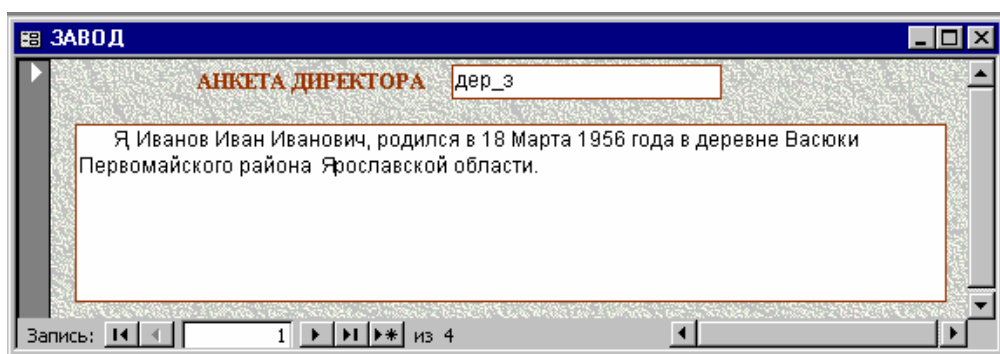 ЗАВОД
АНКЕТА ДИРЕКТОРА дер_з
Я, Иванов Иван Иванович, родился в 18 Марта 1956 года в деревне Васюки
Первомайского района Ярославской области.
Запись: 1 из 4